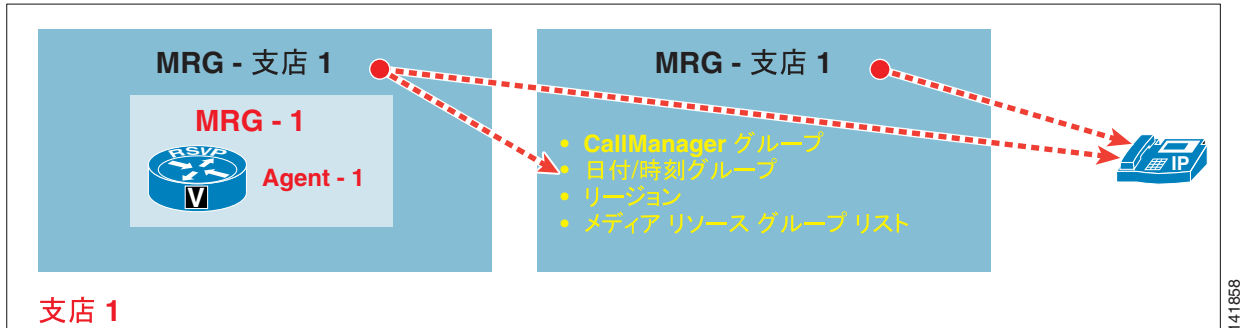 MRG - 支店 1
MRG - 1
RSVP
V
Agent - 1
MRG - 支店 1
• CallManager グループ
• 日付/時刻グループ
• リージョン
• メディア リソース グループ リスト
IP
支店 1
141858